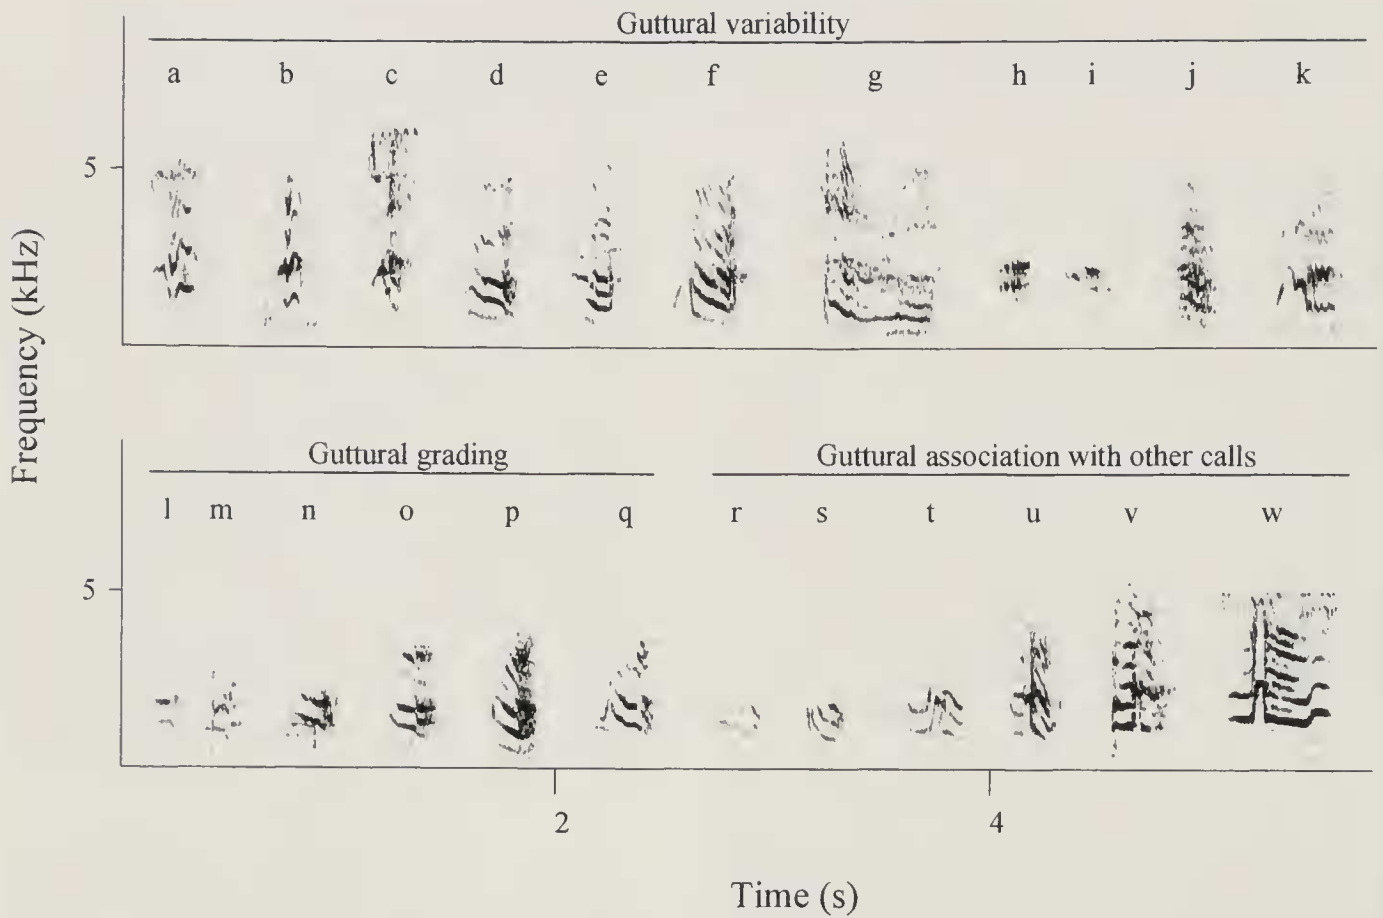 Guttural variability
a b c d e f g h i j k
5
Frequency (kHz)
Guttural grading
Guttural association with other calls
l m n o p q r s t u v w
5
2 4
Time (s)